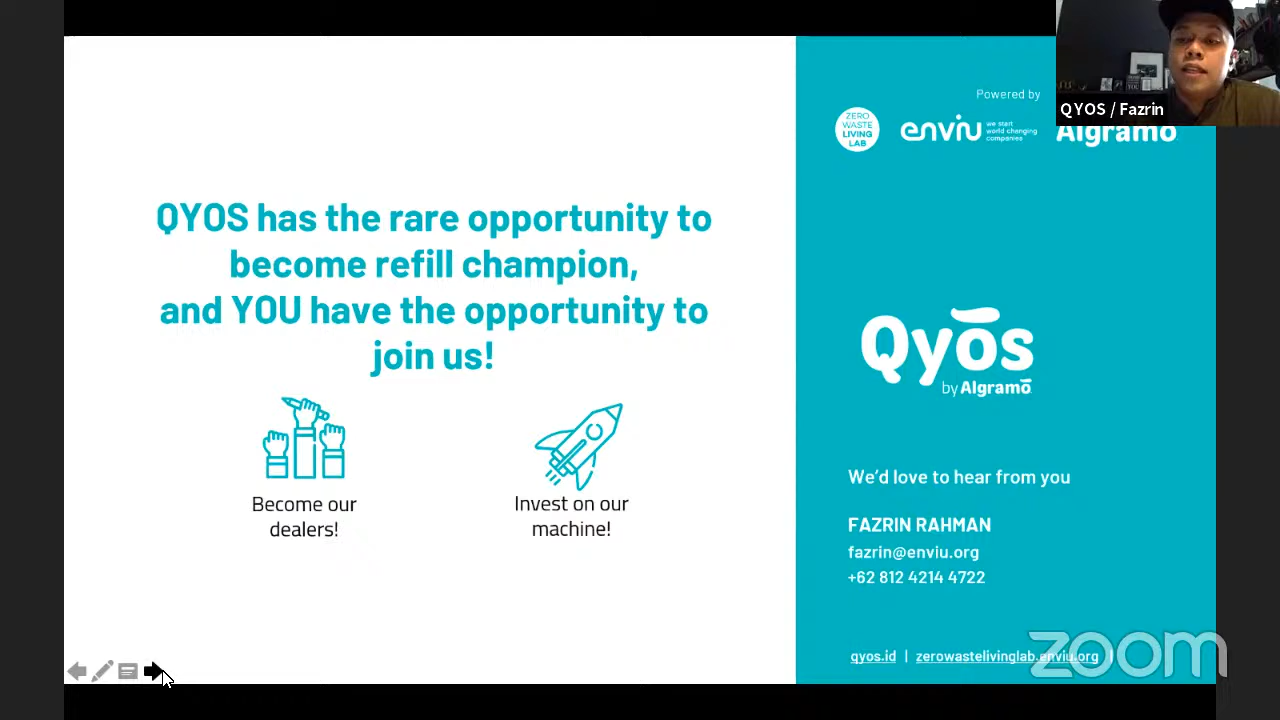 QYOS has the rare opportunity to
become refill champion,
and YOU have the opportunity to
join us!
Become our
dealers!
Invest on our
machine!
Powered by
ZERO
WASTE
LIVING
LAB
enviu
we start
world changing
companies
Algramo
QYOS / Fazrin
Qyos
by Algramo
We'd love to hear from you
FAZRIN RAHMAN
fazrin@enviu.org
+62 812 4214 4722
qyos.id | zerowastelivinglab.enviu.org |
zoom